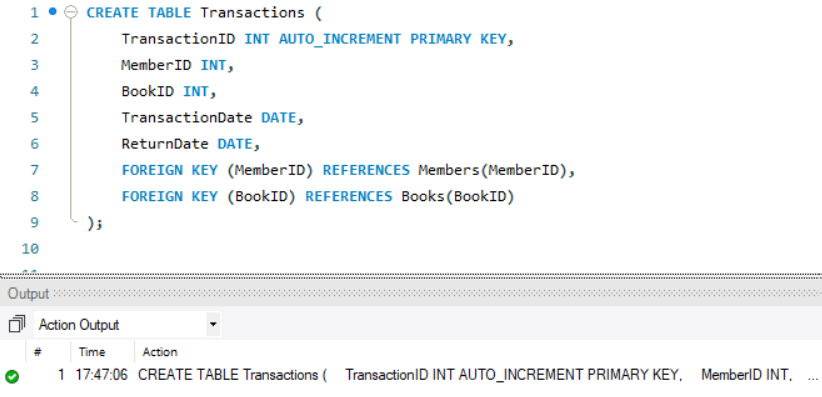 1 CREATE TABLE Transactions (
2 TransactionID INT AUTO_INCREMENT PRIMARY KEY,
3 MemberID INT,
4 BookID INT,
5 TransactionDate DATE,
6 ReturnDate DATE,
7 FOREIGN KEY (MemberID) REFERENCES Members(MemberID),
8 FOREIGN KEY (BookID) REFERENCES Books(BookID)
9 );
10
Output
Action Output
# Time Action
1 17:47:06 CREATE TABLE Transactions ( TransactionID INT AUTO_INCREMENT PRIMARY KEY, MemberID INT, ...